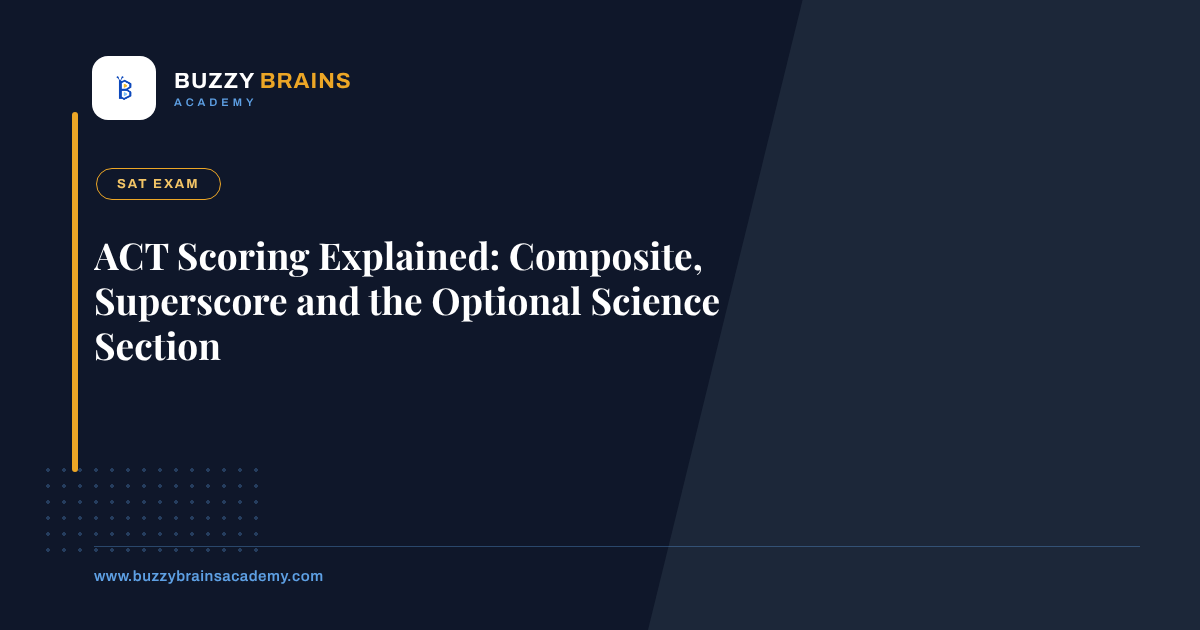 BUZZY BRAINS
ACADEMY
SAT EXAM
ACT Scoring Explained: Composite,
Superscore and the Optional Science
Section
www.buzzybrainsacademy.com